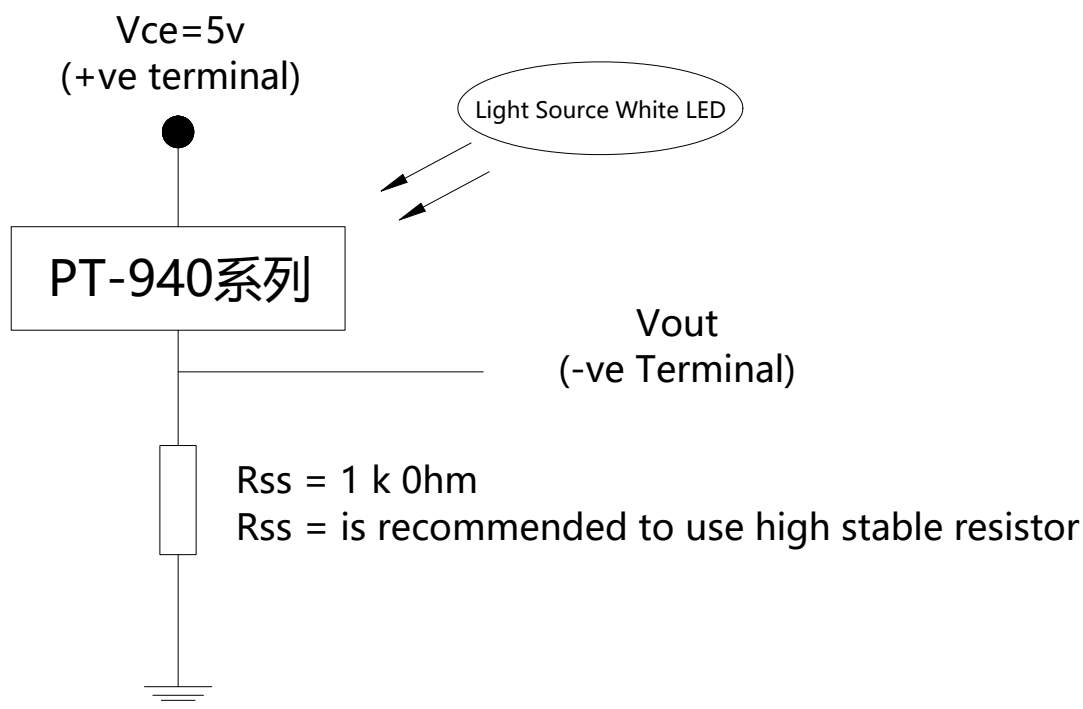 Vce=5v
(+ve terminal)
Light Source White LED
PT-940系列
Vout
(-ve Terminal)
Rss = 1 k 0hm
Rss = is recommended to use high stable resistor